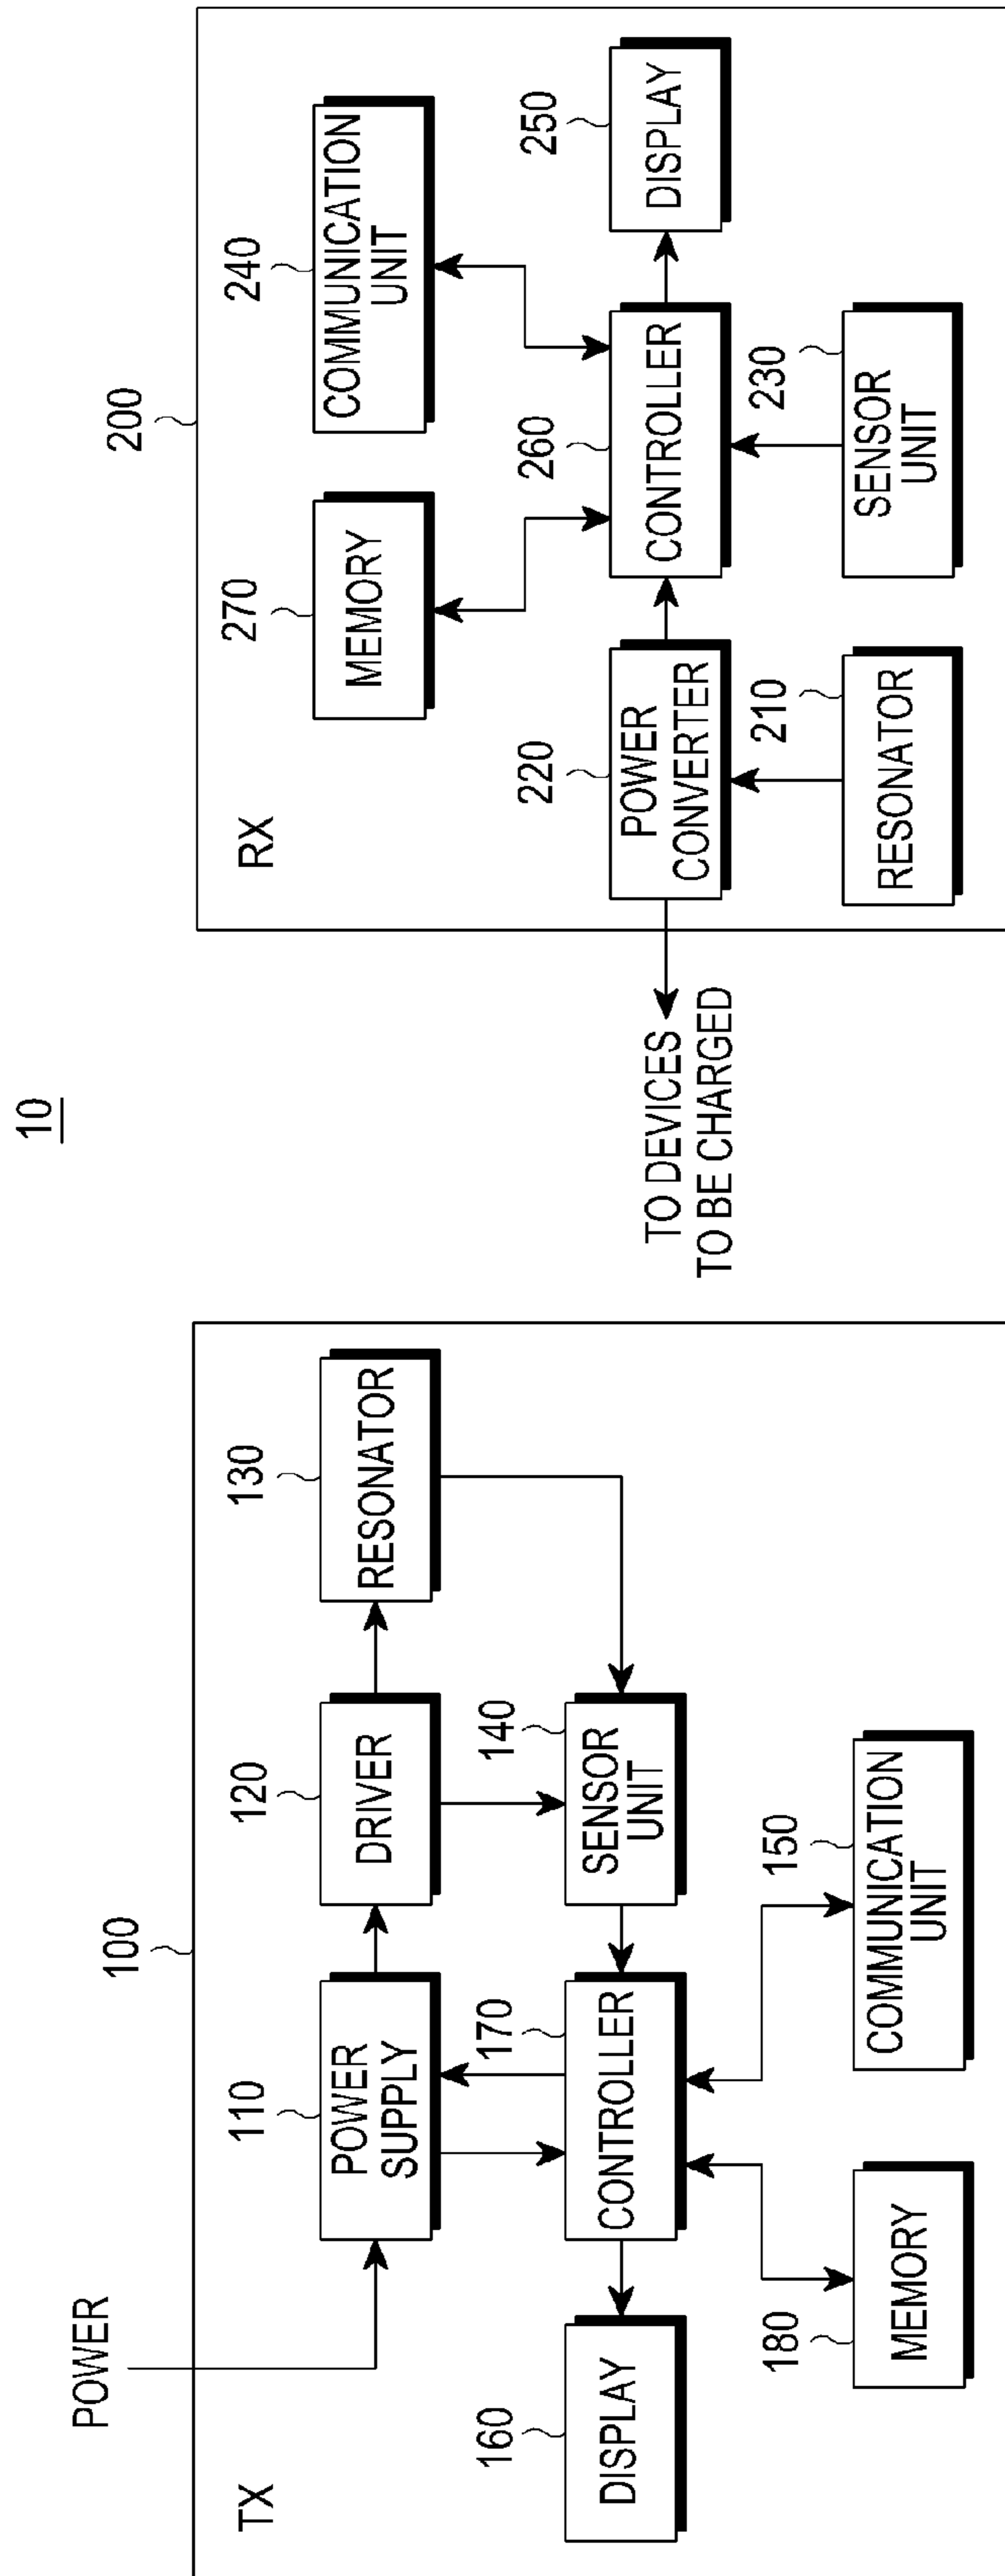 10
POWER
100
TX
110
POWER
SUPPLY
120
DRIVER
130
RESONATOR
160
DISPLAY
170
CONTROLLER
140
SENSOR
UNIT
180
MEMORY
150
COMMUNICATION
UNIT
200
RX
270
MEMORY
240
COMMUNICATION
UNIT
220
POWER
CONVERTER
260
CONTROLLER
250
DISPLAY
TO DEVICES
TO BE CHARGED
210
RESONATOR
230
SENSOR
UNIT